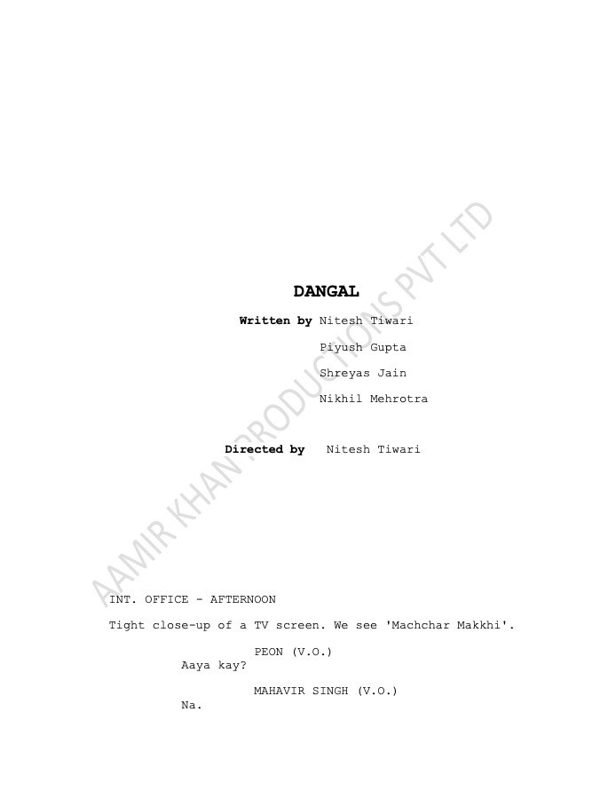 DANGAL
Written by Nitesh Tiwari
Piyush Gupta
Shreyas Jain
Nikhil Mehrotra
Directed by Nitesh Tiwari
AAMIR KHAN PRODUCTIONS PVT LTD
INT. OFFICE - AFTERNOON
Tight close-up of a TV screen. We see 'Machchar Makkhi'.
PEON (V.O.)
Aaya kay?
MAHAVIR SINGH (V.O.)
Na.